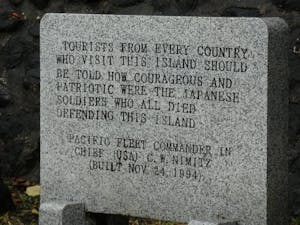 TOURISTS FROM EVERY COUNTRY
WHO VISIT THIS ISLAND SHOULD
BE TOLD HOW COURAGEOUS AND
PATRIOTIC WERE THE JAPANESE
SOLDIERS WHO ALL DIED
DEFENDING THIS ISLAND
PACIFIC FLEET COMMANDER IN
CHIEF (USA) C.W.NIMITZ
(BUILT NOV.24,1994)